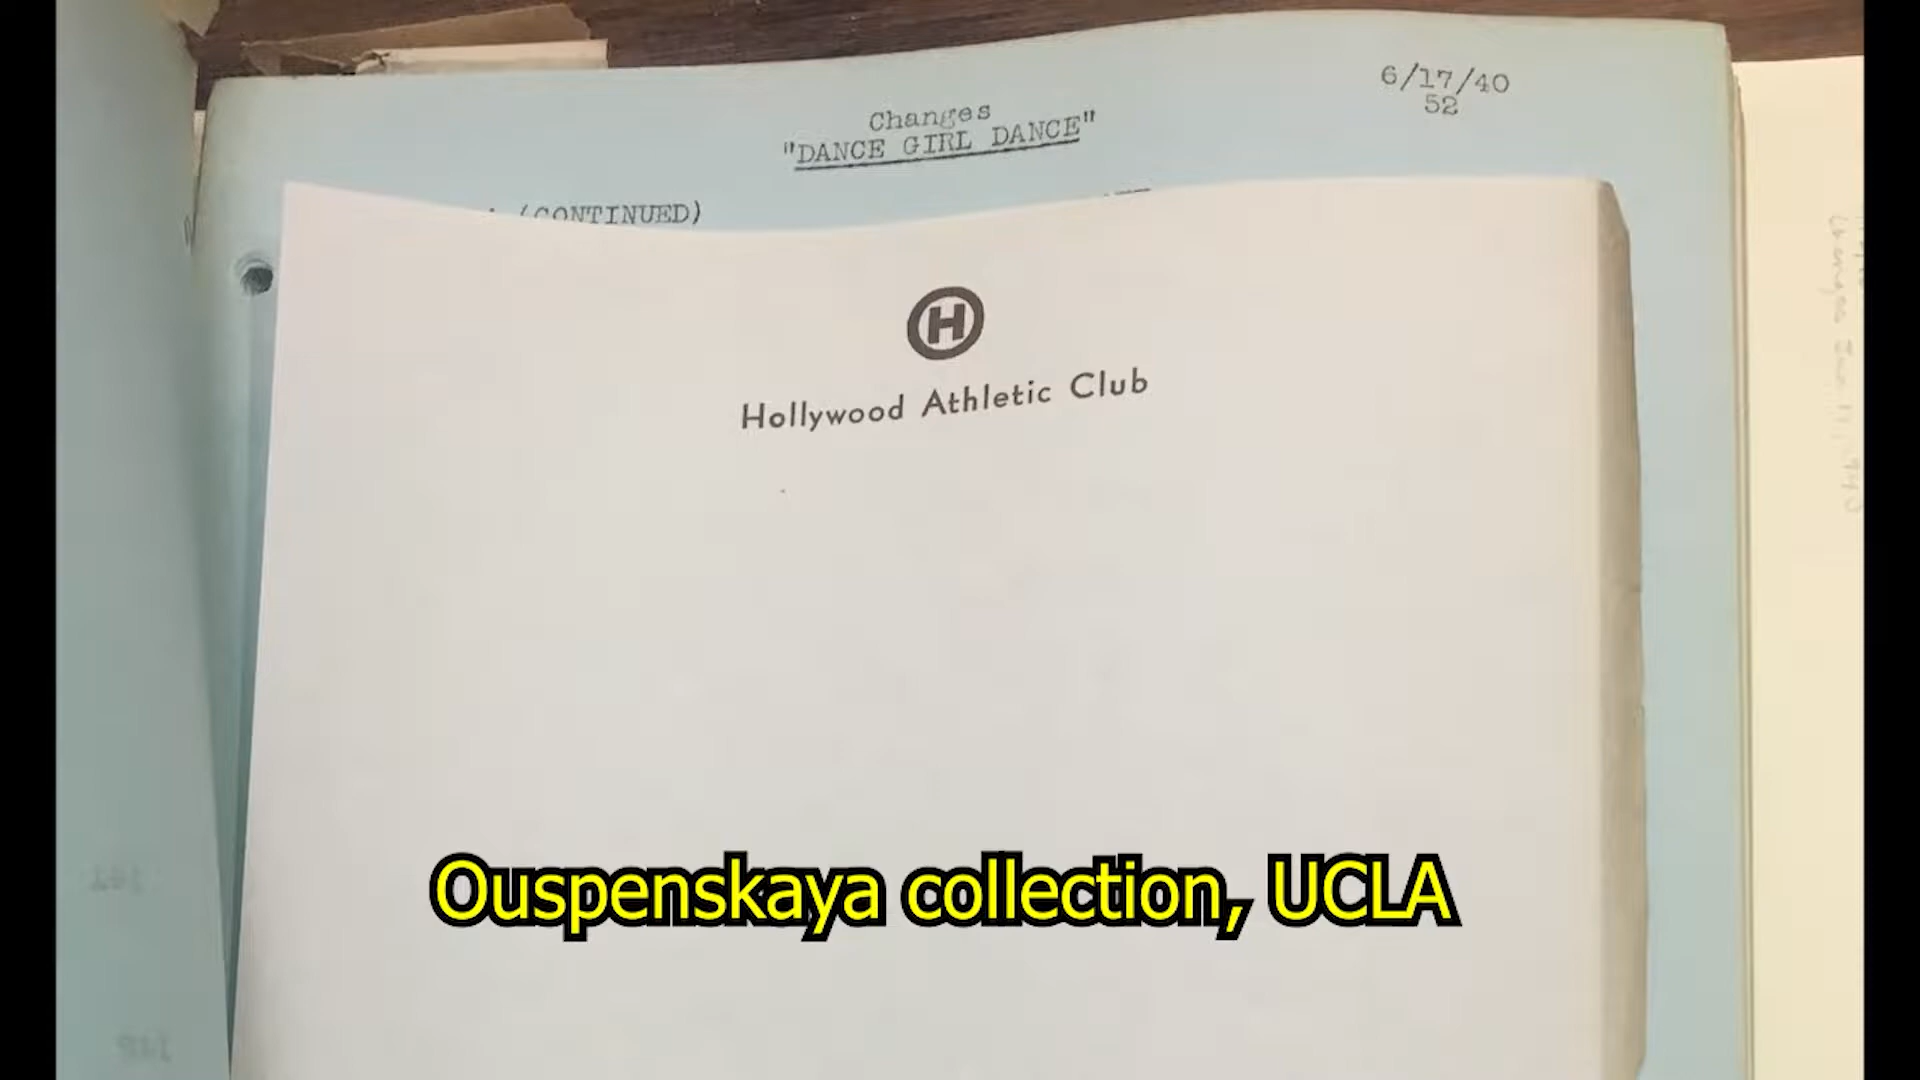 6/17/40
52
Changes
"DANCE GIRL DANCE"
(CONTINUED)
H
Hollywood Athletic Club
Ouspenskaya collection, UCLA